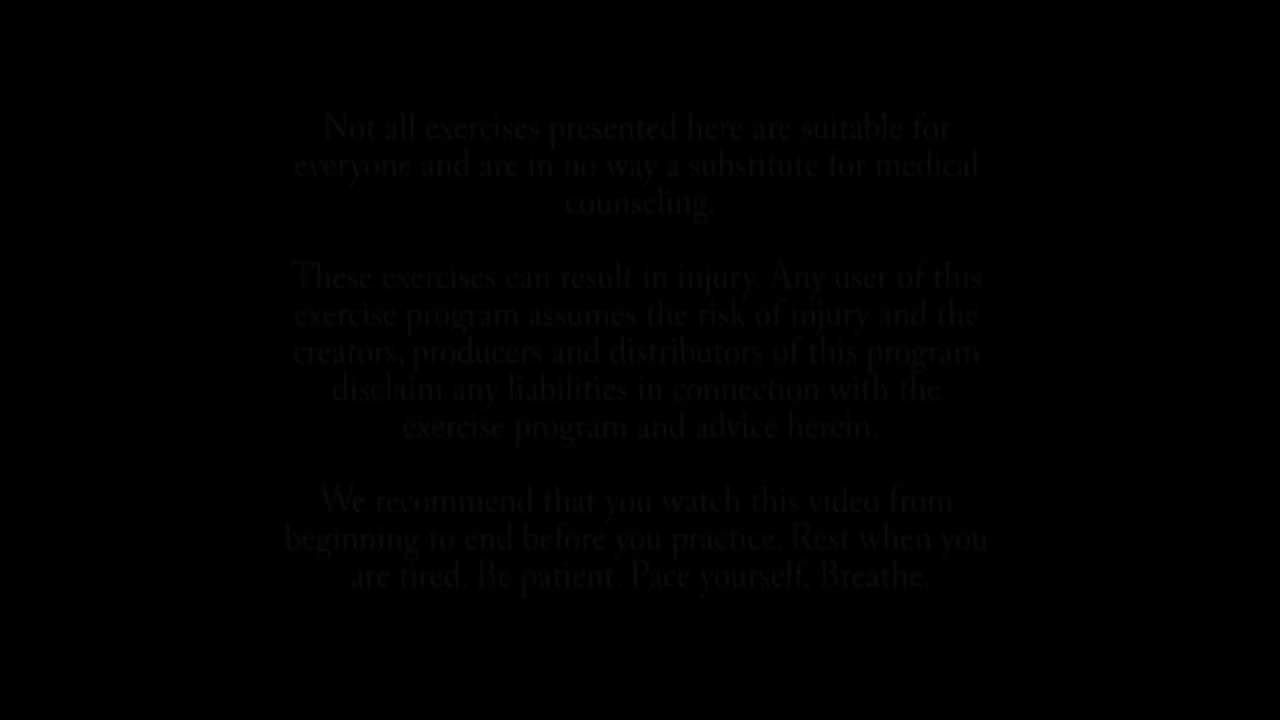 Not all exercises presented here are suitable for
everyone and are in no way a substitute for medical
counseling.
These exercises can result in injury. Any user of this
exercise program assumes the risk of injury and the
creators, producers and distributors of this program
disclaim any liabilities in connection with the
exercise program and advice herein.
We recommend that you watch this video from
beginning to end before you practice. Rest when you
are tired. Be patient. Pace yourself. Breathe.